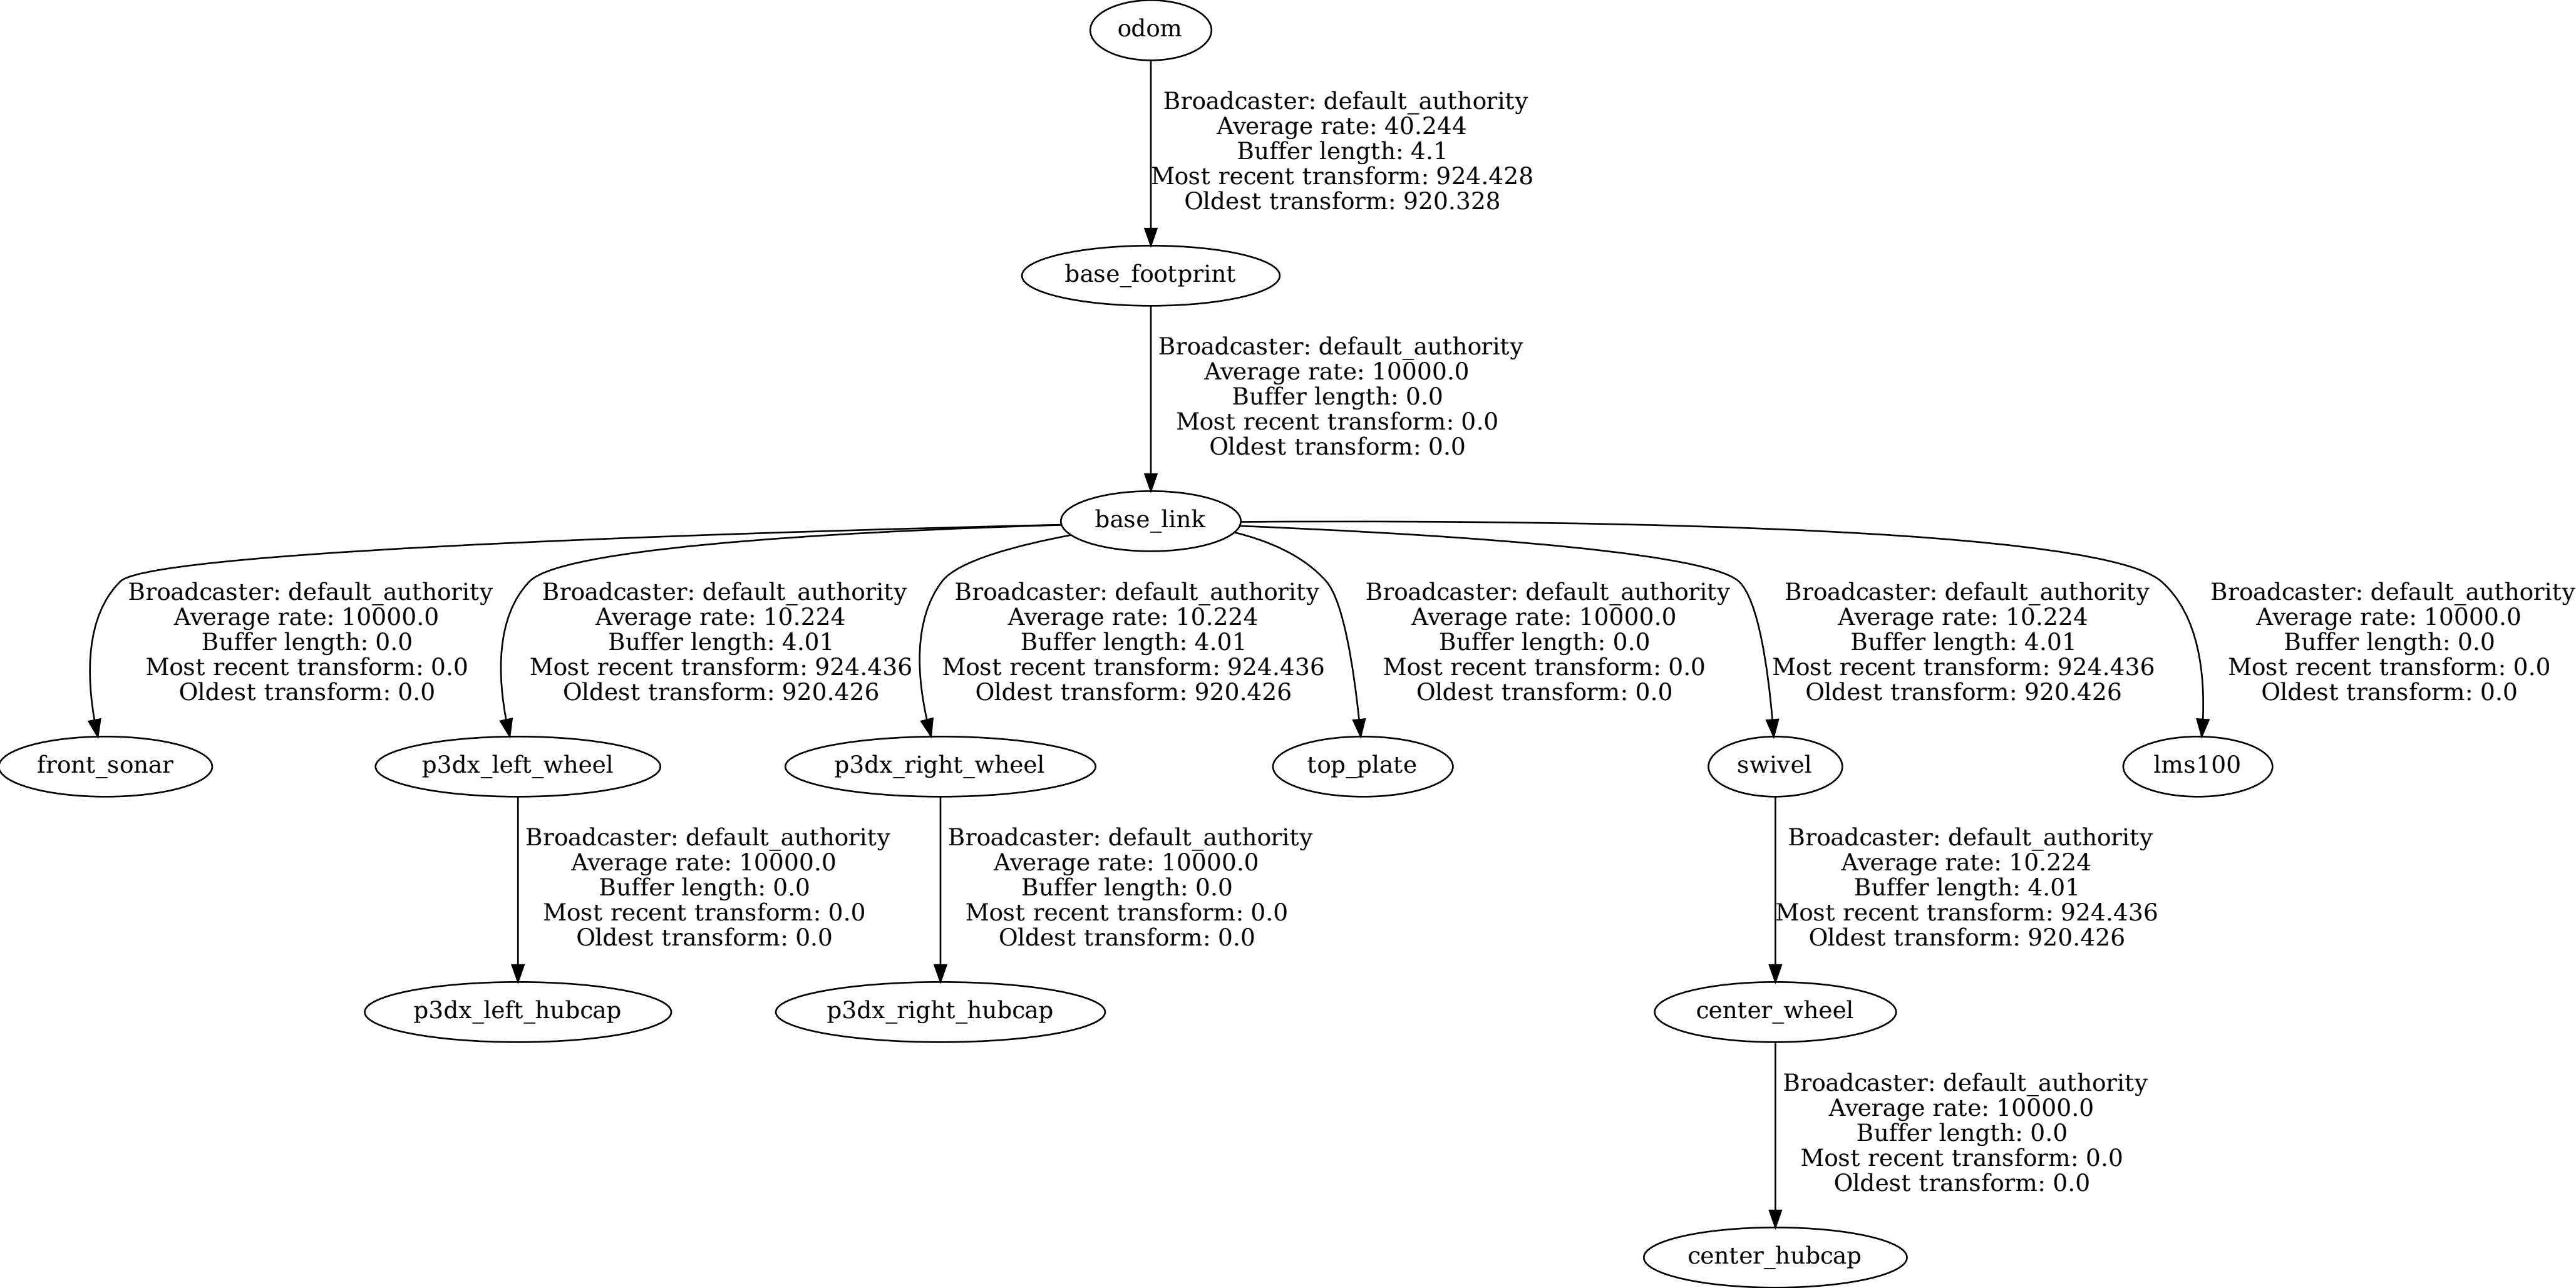 odom
Broadcaster: default_authority
Average rate: 40.244
Buffer length: 4.1
Most recent transform: 924.428
Oldest transform: 920.328
base_footprint
Broadcaster: default_authority
Average rate: 10000.0
Buffer length: 0.0
Most recent transform: 0.0
Oldest transform: 0.0
base_link
Broadcaster: default_authority
Average rate: 10000.0
Buffer length: 0.0
Most recent transform: 0.0
Oldest transform: 0.0
Broadcaster: default_authority
Average rate: 10.224
Buffer length: 4.01
Most recent transform: 924.436
Oldest transform: 920.426
Broadcaster: default_authority
Average rate: 10.224
Buffer length: 4.01
Most recent transform: 924.436
Oldest transform: 920.426
Broadcaster: default_authority
Average rate: 10000.0
Buffer length: 0.0
Most recent transform: 0.0
Oldest transform: 0.0
Broadcaster: default_authority
Average rate: 10.224
Buffer length: 4.01
Most recent transform: 924.436
Oldest transform: 920.426
Broadcaster: default_authority
Average rate: 10000.0
Buffer length: 0.0
Most recent transform: 0.0
Oldest transform: 0.0
front_sonar
p3dx_left_wheel
p3dx_right_wheel
top_plate
swivel
lms100
Broadcaster: default_authority
Average rate: 10000.0
Buffer length: 0.0
Most recent transform: 0.0
Oldest transform: 0.0
Broadcaster: default_authority
Average rate: 10000.0
Buffer length: 0.0
Most recent transform: 0.0
Oldest transform: 0.0
Broadcaster: default_authority
Average rate: 10.224
Buffer length: 4.01
Most recent transform: 924.436
Oldest transform: 920.426
p3dx_left_hubcap
p3dx_right_hubcap
center_wheel
Broadcaster: default_authority
Average rate: 10000.0
Buffer length: 0.0
Most recent transform: 0.0
Oldest transform: 0.0
center_hubcap